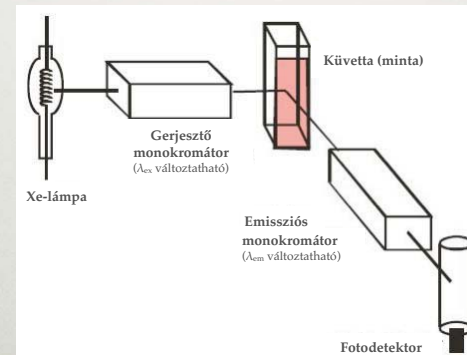 Küvetta (minta)
Gerjesztő
monokromátor
(λex változtatható)
Xe-lámpa
Emissziós
monokromátor
(λem változtatható)
Fotodetektor